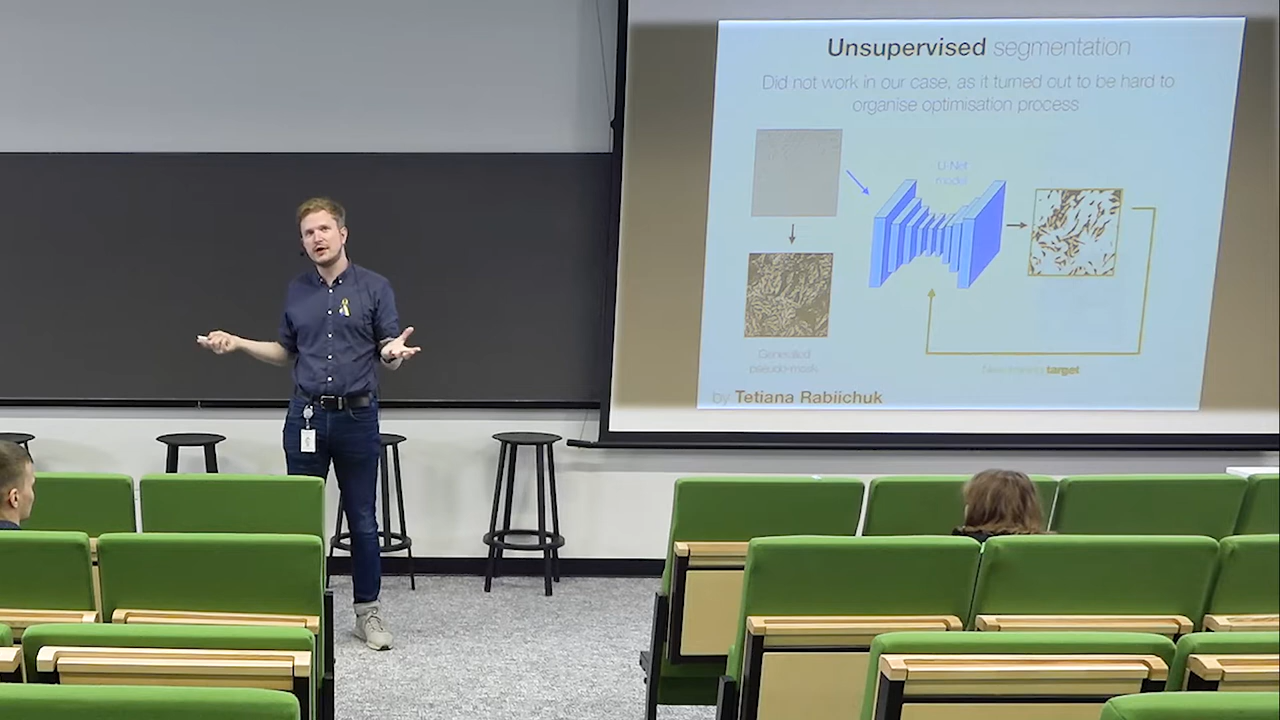 Unsupervised segmentation
Did not work in our case, as it turned out to be hard to
organise optimisation process
U-Net
model
Generated
pseudo-mask
target
by Tetiana Rabiichuk